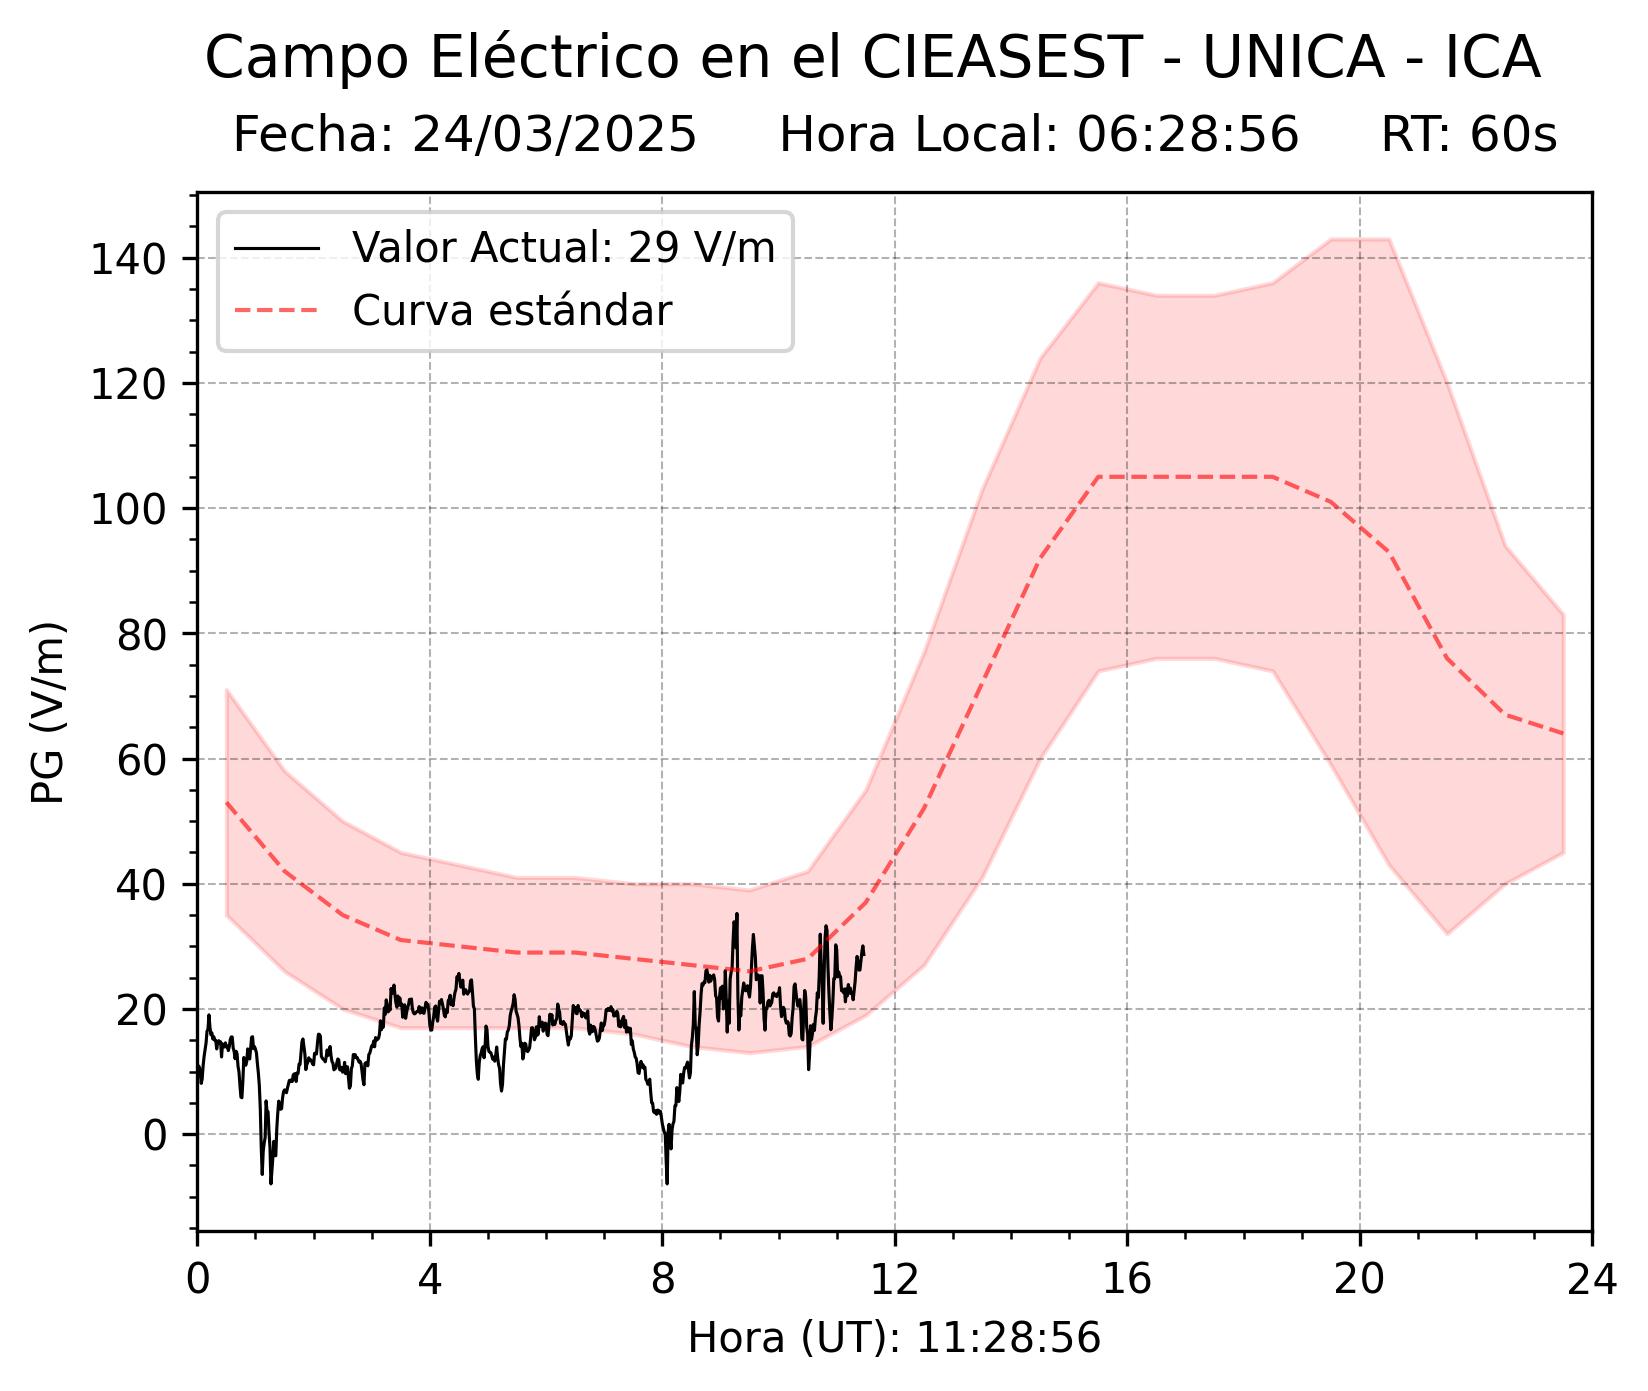 Campo Eléctrico en el CIEASEST - UNICA - ICA
Fecha: 24/03/2025 Hora Local: 06:28:56 RT: 60s
Valor Actual: 29 V/m
Curva estándar
140
120
100
80
60
40
20
0
PG (V/m)
0 4 8 12 16 20 24
Hora (UT): 11:28:56